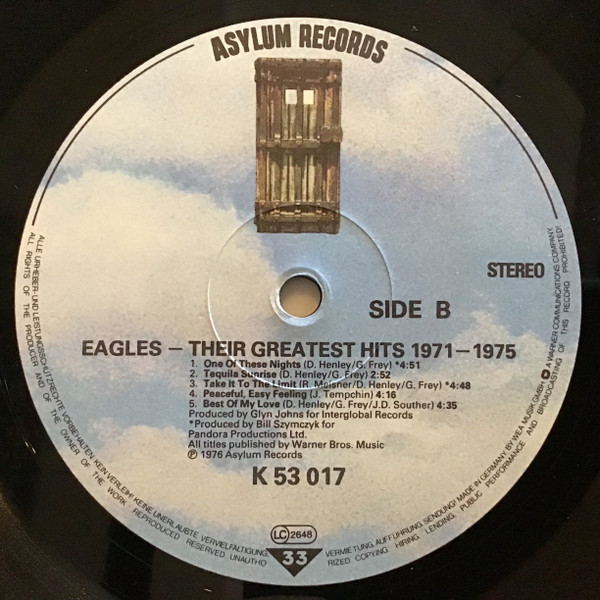 ASYLUM RECORDS
STEREO
SIDE B
EAGLES – THEIR GREATEST HITS 1971–1975
1. One Of These Nights (D. Henley/G. Frey) *4:51
2. Tequila Sunrise (D. Henley/G. Frey) 2:52
3. Take It To The Limit (R. Meisner/D. Henley/G. Frey) *4:48
4. Peaceful, Easy Feeling (J. Tempchin) 4:16
5. Best Of My Love (D. Henley/G. Frey/J.D. Souther) 4:35
Produced by Glyn Johns for Interglobal Records
*Produced by Bill Szymczyk for
Pandora Productions Ltd.
All titles published by Warner Bros. Music
Ⓟ 1976 Asylum Records
K 53 017
LC 2648
33
ALLE URHEBER- UND LEISTUNGSSCHUTZRECHTE VORBEHALTEN. KEIN VERLEIH! KEINE UNERLAUBTE VERVIELFÄLTIGUNG, VERMIETUNG, AUFFÜHRUNG, SENDUNG! MADE IN GERMANY BY WEA MUSIK GMBH A WARNER COMMUNICATIONS COMPANY.
ALL RIGHTS OF THE PRODUCER AND OF THE OWNER OF THE WORK REPRODUCED RESERVED UNAUTHORIZED COPYING HIRING LENDING, PUBLIC PERFORMANCE AND BROADCASTING OF THIS RECORD PROHIBITED!